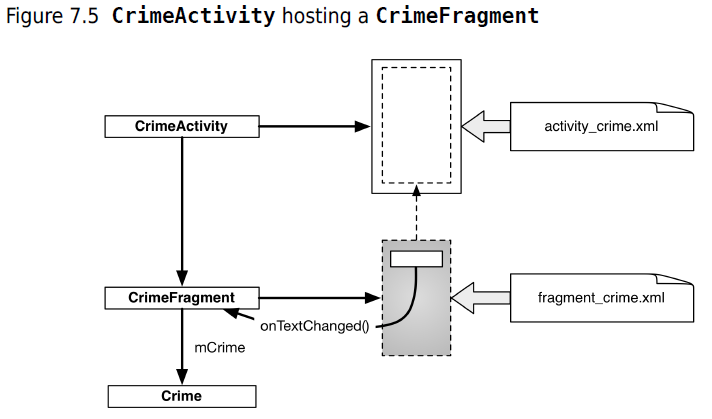 Figure 7.5 CrimeActivity hosting a CrimeFragment
CrimeActivity
activity_crime.xml
CrimeFragment
fragment_crime.xml
onTextChanged()
mCrime
Crime